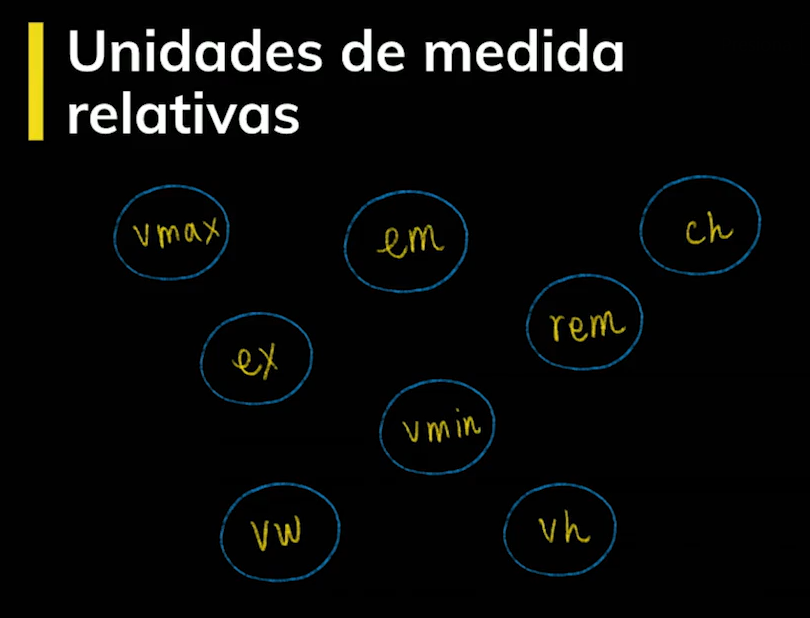 Unidades de medida
relativas
vmax
em
ch
ex
rem
vmin
vw
vh